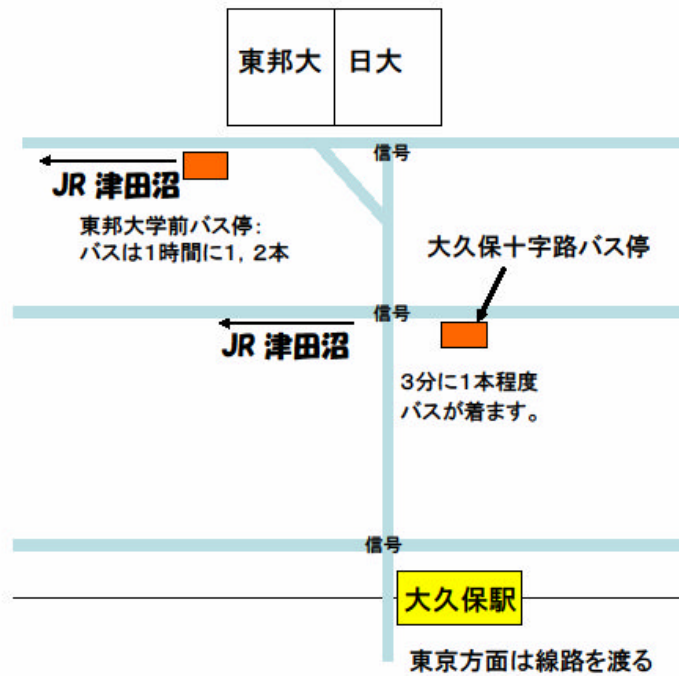 東邦大
日大
信号
JR 津田沼
東邦大学前バス停:
バスは1時間に1, 2本
大久保十字路バス停
信号
JR 津田沼
3分に1本程度
バスが着ます。
信号
大久保駅
東京方面は線路を渡る